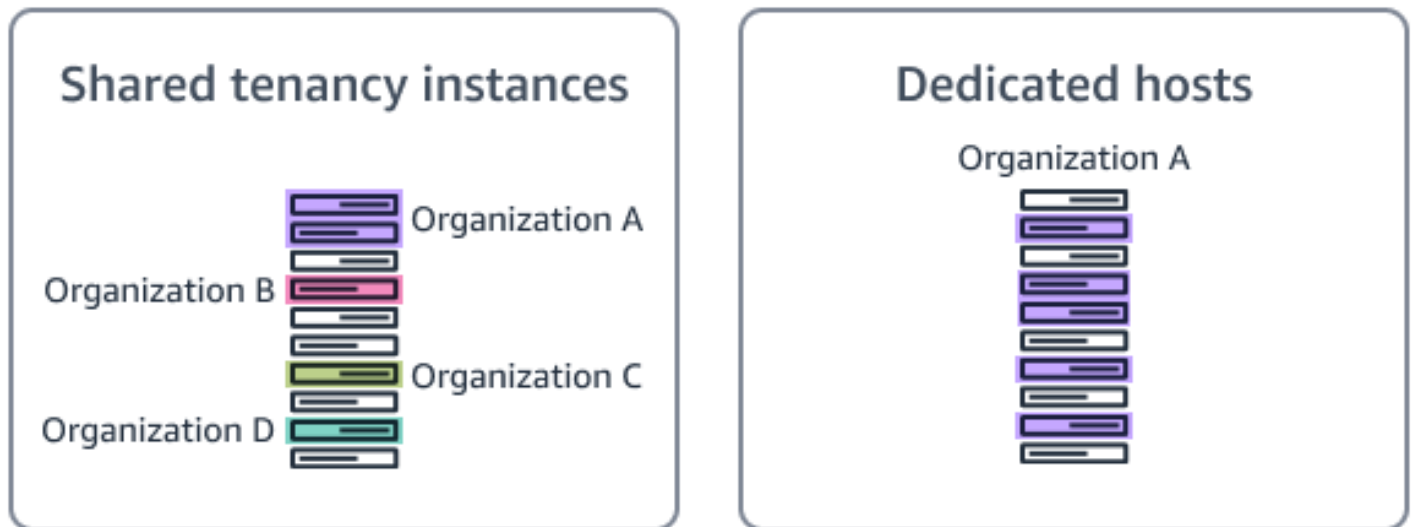 Shared tenancy instances
Organization A
Organization B
Organization C
Organization D
Dedicated hosts
Organization A